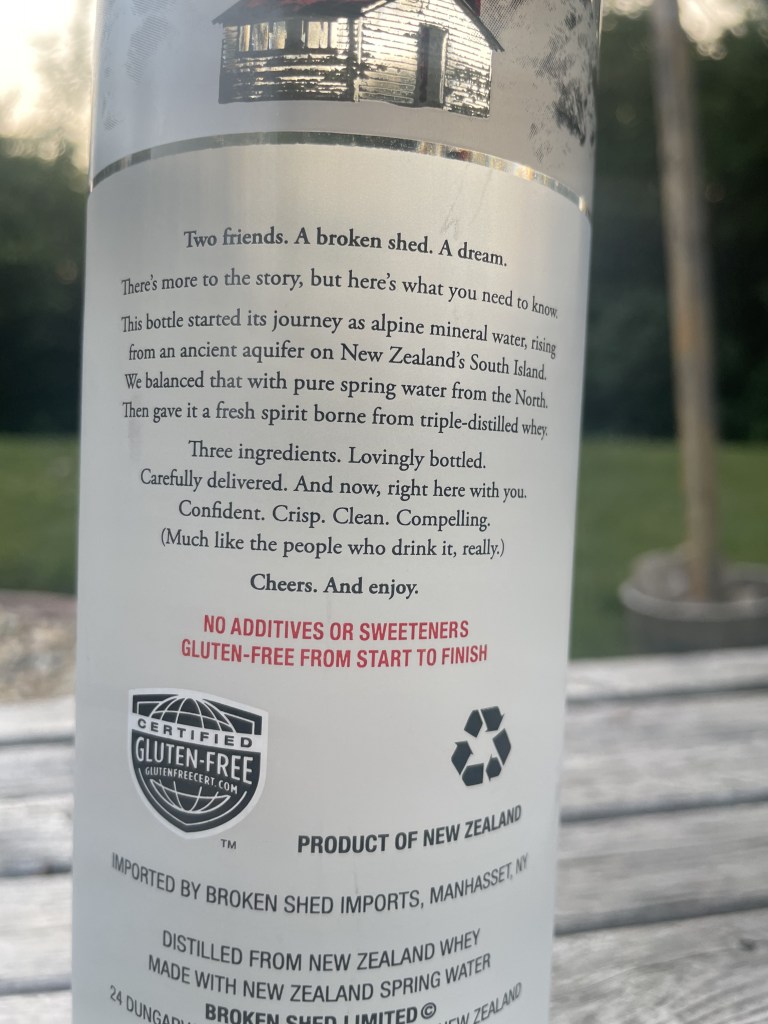 Two friends. A broken shed. A dream.
There's more to the story, but here's what you need to know.
This bottle started its journey as alpine mineral water, rising
from an ancient aquifer on New Zealand's South Island.
We balanced that with pure spring water from the North.
Then gave it a fresh spirit borne from triple-distilled whey.
Three ingredients. Lovingly bottled.
Carefully delivered. And now, right here with you.
Confident. Crisp. Clean. Compelling.
(Much like the people who drink it, really.)
Cheers. And enjoy.
NO ADDITIVES OR SWEETENERS
GLUTEN-FREE FROM START TO FINISH
CERTIFIED
GLUTEN-FREE
GLUTENFREECERT.COM
TM
PRODUCT OF NEW ZEALAND
IMPORTED BY BROKEN SHED IMPORTS, MANHASSET, NY
DISTILLED FROM NEW ZEALAND WHEY
MADE WITH NEW ZEALAND SPRING WATER
BROKEN SHED LIMITED©
24 NEW ZEALAND